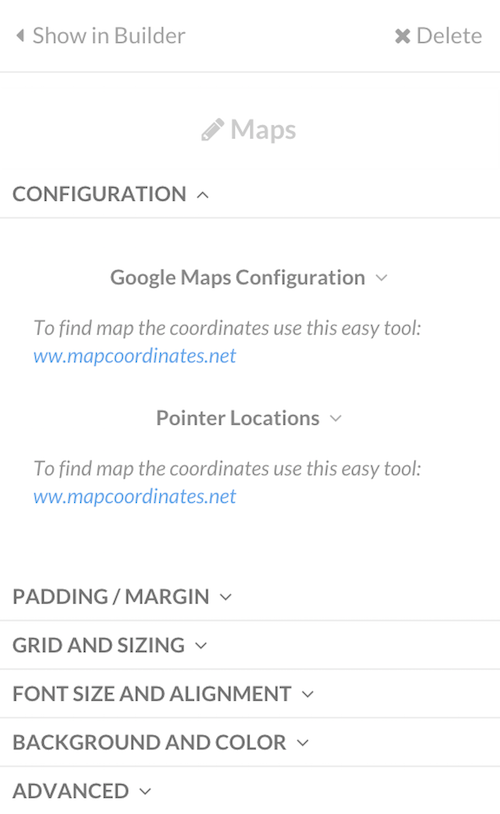 Show in Builder
Delete
Maps
CONFIGURATION
Google Maps Configuration
To find map the coordinates use this easy tool:
ww.mapcoordinates.net
Pointer Locations
To find map the coordinates use this easy tool:
ww.mapcoordinates.net
PADDING / MARGIN
GRID AND SIZING
FONT SIZE AND ALIGNMENT
BACKGROUND AND COLOR
ADVANCED